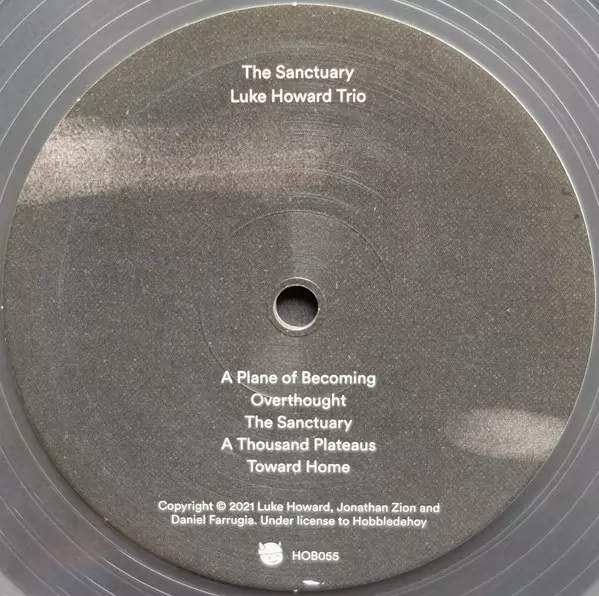 The Sanctuary
Luke Howard Trio
A Plane of Becoming
Overthought
The Sanctuary
A Thousand Plateaus
Toward Home
Copyright © 2021 Luke Howard, Jonathan Zion and
Daniel Farrugia. Under license to Hobbledehoy
HOB055